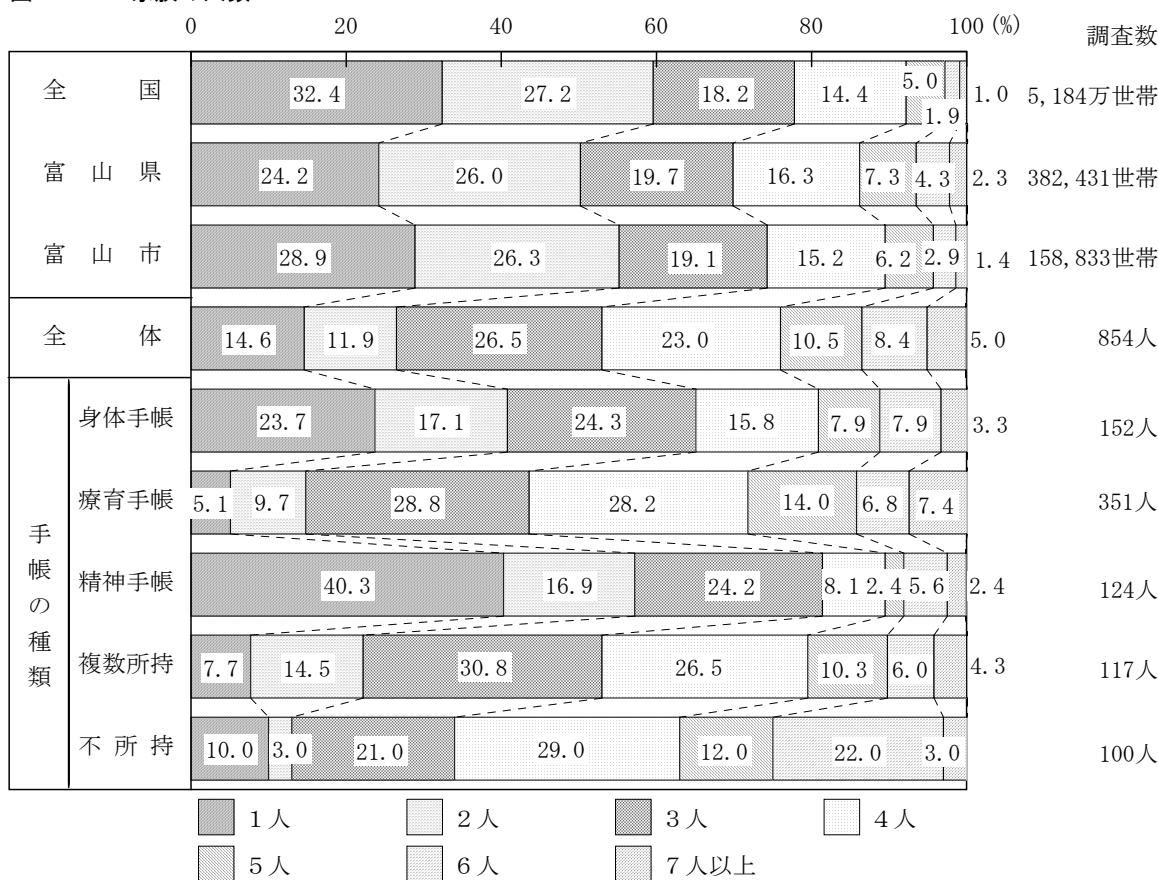 0 20 40 60 80 100 (%) 調査数
全国 32.4 27.2 18.2 14.4 5.0 1.9 1.0 5,184万世帯
富山県 24.2 26.0 19.7 16.3 7.3 4.3 2.3 382,431世帯
富山市 28.9 26.3 19.1 15.2 6.2 2.9 1.4 158,833世帯
全体 14.6 11.9 26.5 23.0 10.5 8.4 5.0 854人
手帳の種類
身体手帳 23.7 17.1 24.3 15.8 7.9 7.9 3.3 152人
療育手帳 5.1 9.7 28.8 28.2 14.0 6.8 7.4 351人
精神手帳 40.3 16.9 24.2 8.1 2.4 5.6 2.4 124人
複数所持 7.7 14.5 30.8 26.5 10.3 6.0 4.3 117人
不所持 10.0 3.0 21.0 29.0 12.0 22.0 3.0 100人
1人 2人 3人 4人
5人 6人 7人以上